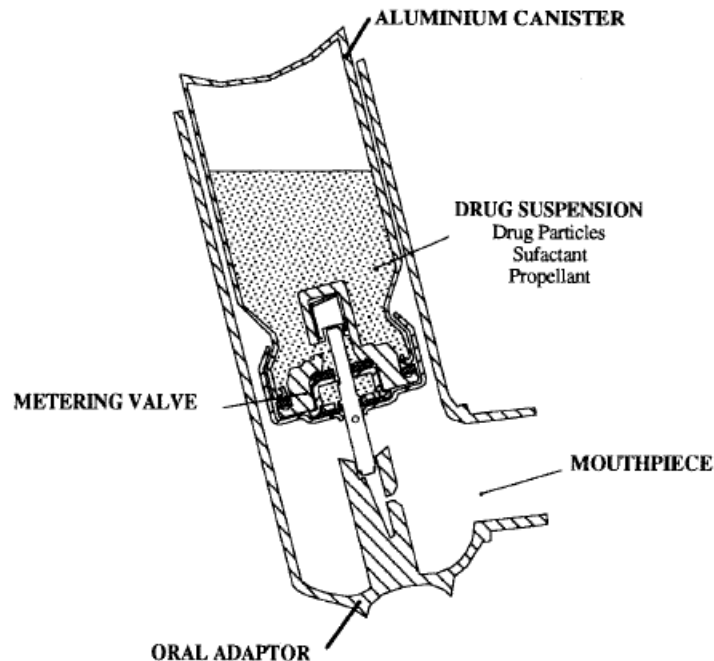 ALUMINIUM CANISTER
DRUG SUSPENSION
Drug Particles
Sufactant
Propellant
METERING VALVE
MOUTHPIECE
ORAL ADAPTOR